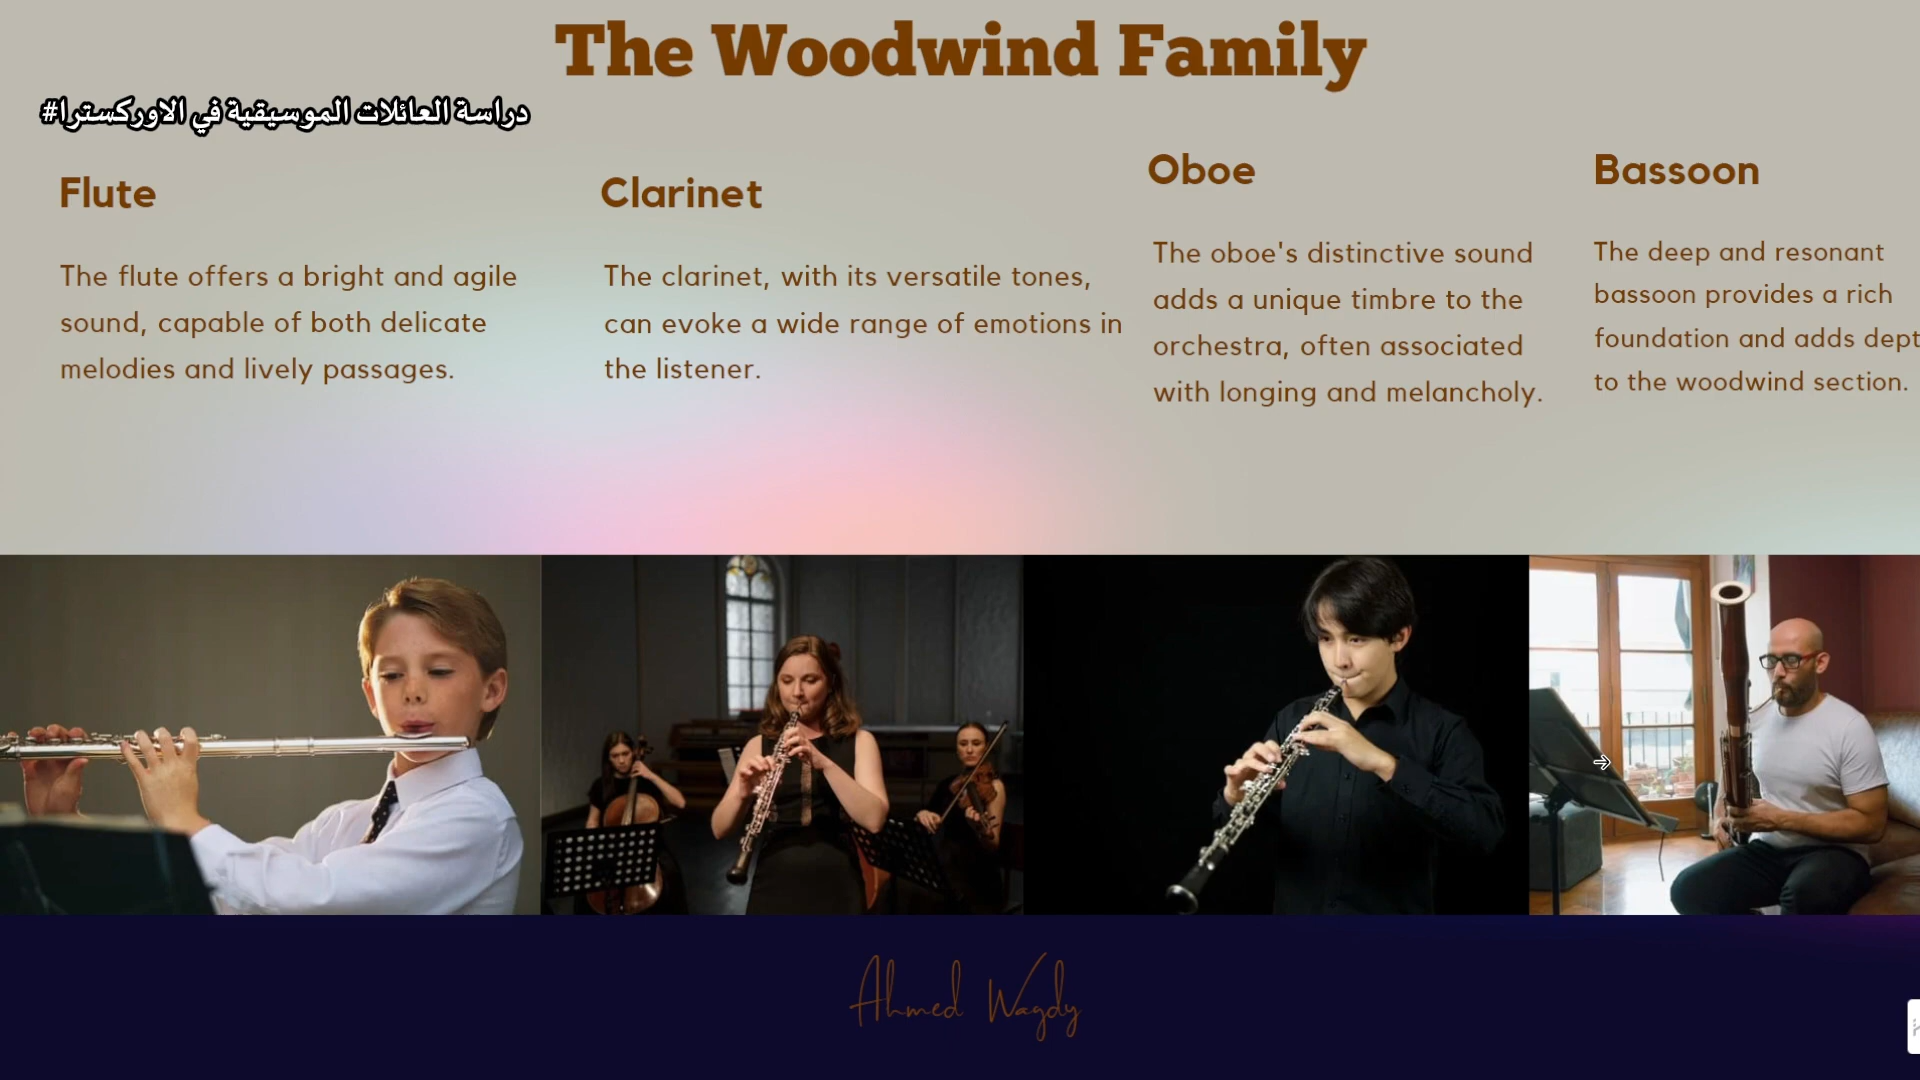 The Woodwind Family
#دراسة العائلات الموسيقية في الاوركسترا
Flute
The flute offers a bright and agile
sound, capable of both delicate
melodies and lively passages.
Clarinet
The clarinet, with its versatile tones,
can evoke a wide range of emotions in
the listener.
Oboe
The oboe's distinctive sound
adds a unique timbre to the
orchestra, often associated
with longing and melancholy.
Bassoon
The deep and resonant
bassoon provides a rich
foundation and adds dept
to the woodwind section.
Ahmed Wagdy